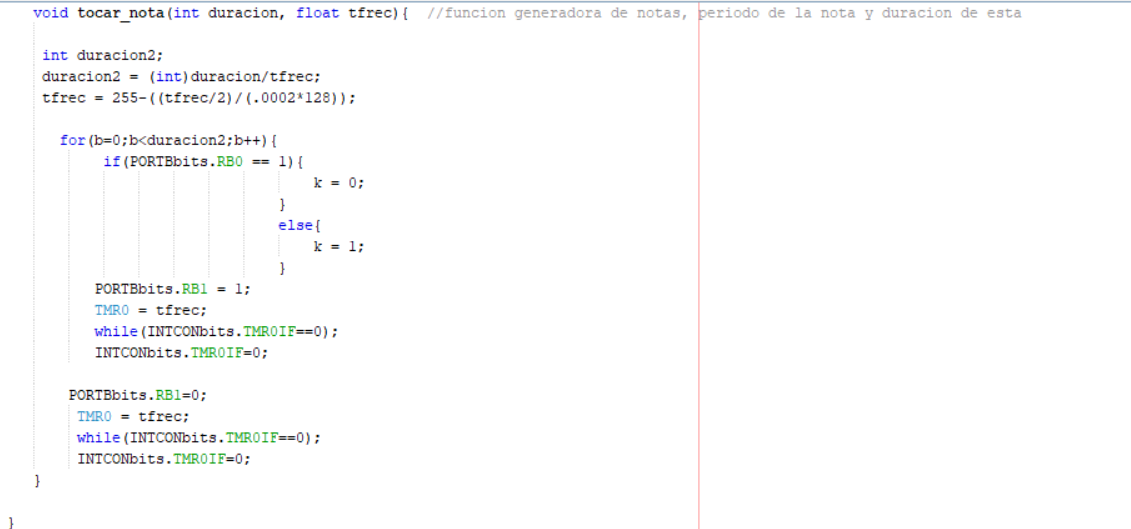 void tocar_nota(int duracion, float tfrec){  //funcion generadora de notas, periodo de la nota y duracion de esta
int duracion2;
duracion2 = (int)duracion/tfrec;
tfrec = 255-((tfrec/2)/(.0002*128));
for(b=0;b<duracion2;b++){
if(PORTBbits.RB0 == 1){
k = 0;
}
else{
k = 1;
}
PORTBbits.RB1 = 1;
TMR0 = tfrec;
while(INTCONbits.TMR0IF==0);
INTCONbits.TMR0IF=0;
PORTBbits.RB1=0;
TMR0 = tfrec;
while(INTCONbits.TMR0IF==0);
INTCONbits.TMR0IF=0;
}
}